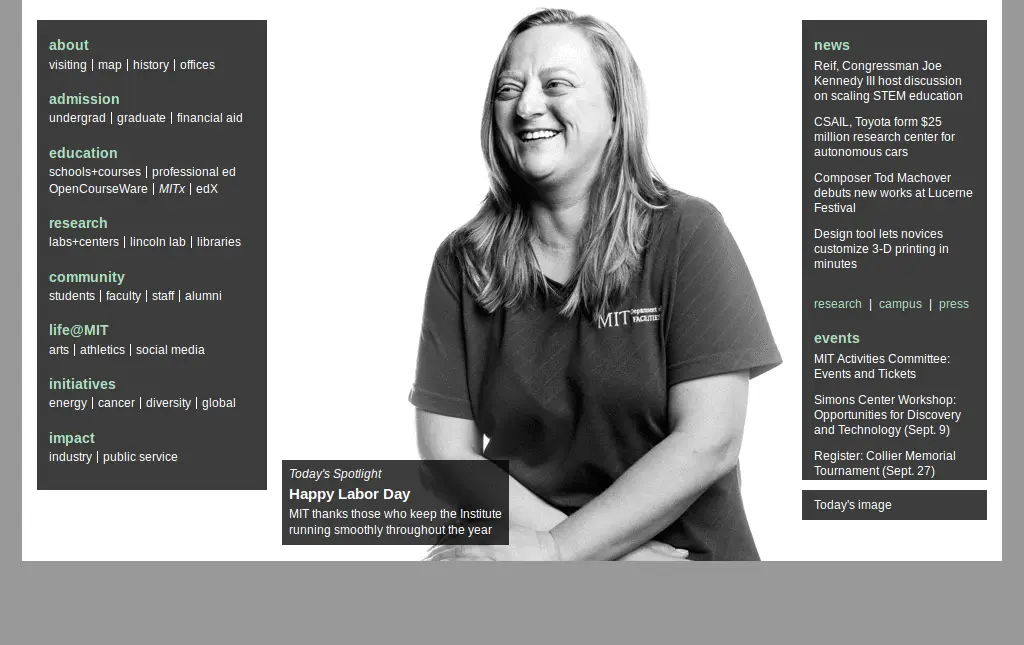 about
visiting | map | history | offices
admission
undergrad | graduate | financial aid
education
schools+courses | professional ed
OpenCourseWare | MITx | edX
research
labs+centers | lincoln lab | libraries
community
students | faculty | staff | alumni
life@MIT
arts | athletics | social media
initiatives
energy | cancer | diversity | global
impact
industry | public service
MIT Department of
FACILITIES
Today's Spotlight
Happy Labor Day
MIT thanks those who keep the Institute
running smoothly throughout the year
news
Reif, Congressman Joe
Kennedy III host discussion
on scaling STEM education
CSAIL, Toyota form $25
million research center for
autonomous cars
Composer Tod Machover
debuts new works at Lucerne
Festival
Design tool lets novices
customize 3-D printing in
minutes
research | campus | press
events
MIT Activities Committee:
Events and Tickets
Simons Center Workshop:
Opportunities for Discovery
and Technology (Sept. 9)
Register: Collier Memorial
Tournament (Sept. 27)
Today's image